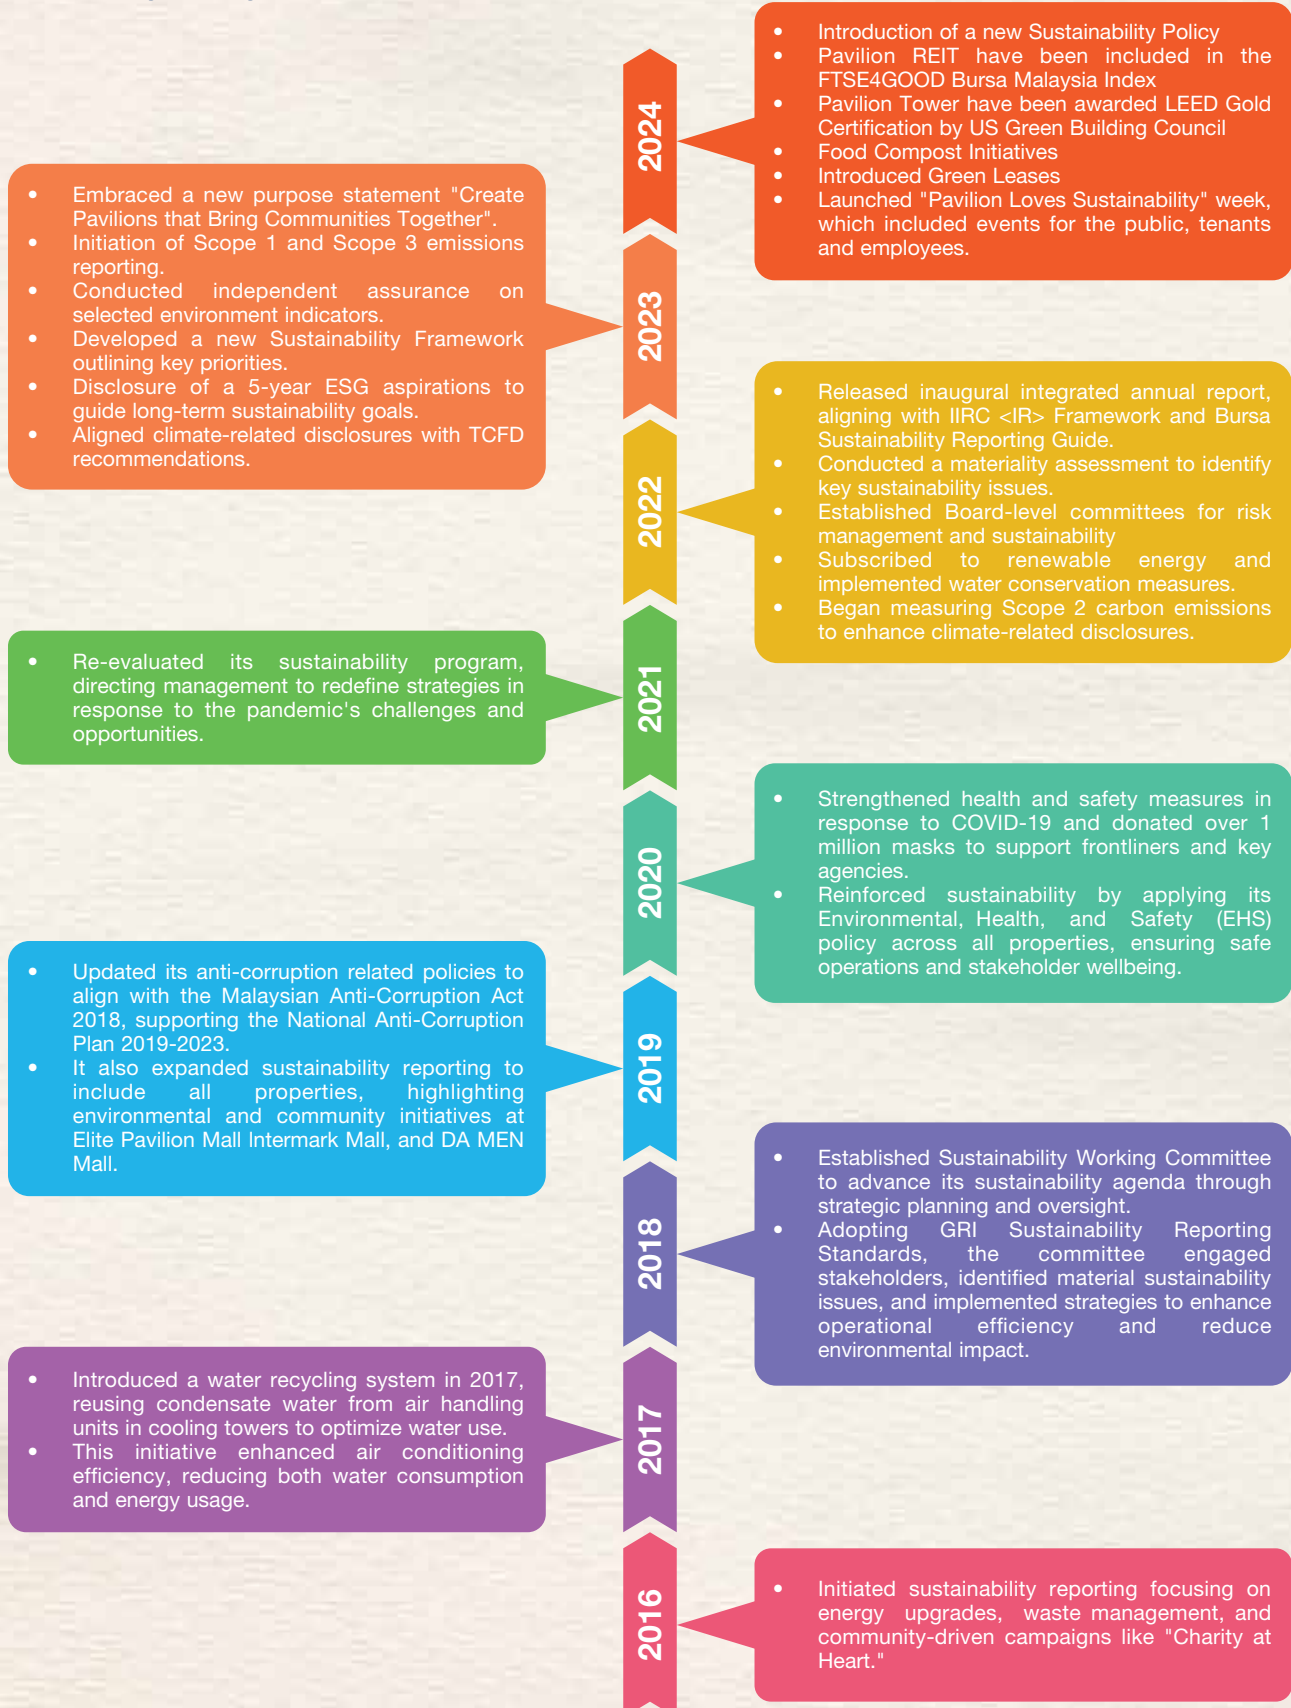 2024
• Introduction of a new Sustainability Policy
• Pavilion REIT have been included in the
FTSE4GOOD Bursa Malaysia Index
• Pavilion Tower have been awarded LEED Gold
Certification by US Green Building Council
• Food Compost Initiatives
• Introduced Green Leases
• Launched "Pavilion Loves Sustainability" week,
which included events for the public, tenants
and employees.
2023
• Embraced a new purpose statement "Create
Pavilions that Bring Communities Together".
• Initiation of Scope 1 and Scope 3 emissions
reporting.
• Conducted independent assurance on
selected environment indicators.
• Developed a new Sustainability Framework
outlining key priorities.
• Disclosure of a 5-year ESG aspirations to
guide long-term sustainability goals.
• Aligned climate-related disclosures with TCFD
recommendations.
2022
• Released inaugural integrated annual report,
aligning with IIRC <IR> Framework and Bursa
Sustainability Reporting Guide.
• Conducted a materiality assessment to identify
key sustainability issues.
• Established Board-level committees for risk
management and sustainability
• Subscribed to renewable energy and
implemented water conservation measures.
• Began measuring Scope 2 carbon emissions
to enhance climate-related disclosures.
2021
• Re-evaluated its sustainability program,
directing management to redefine strategies in
response to the pandemic's challenges and
opportunities.
2020
• Strengthened health and safety measures in
response to COVID-19 and donated over 1
million masks to support frontliners and key
agencies.
• Reinforced sustainability by applying its
Environmental, Health, and Safety (EHS)
policy across all properties, ensuring safe
operations and stakeholder wellbeing.
2019
• Updated its anti-corruption related policies to
align with the Malaysian Anti-Corruption Act
2018, supporting the National Anti-Corruption
Plan 2019-2023.
• It also expanded sustainability reporting to
include all properties, highlighting
environmental and community initiatives at
Elite Pavilion Mall Intermark Mall, and DA MEN
Mall.
2018
• Established Sustainability Working Committee
to advance its sustainability agenda through
strategic planning and oversight.
• Adopting GRI Sustainability Reporting
Standards, the committee engaged
stakeholders, identified material sustainability
issues, and implemented strategies to enhance
operational efficiency and reduce
environmental impact.
2017
• Introduced a water recycling system in 2017,
reusing condensate water from air handling
units in cooling towers to optimize water use.
• This initiative enhanced air conditioning
efficiency, reducing both water consumption
and energy usage.
2016
• Initiated sustainability reporting focusing on
energy upgrades, waste management, and
community-driven campaigns like "Charity at
Heart."